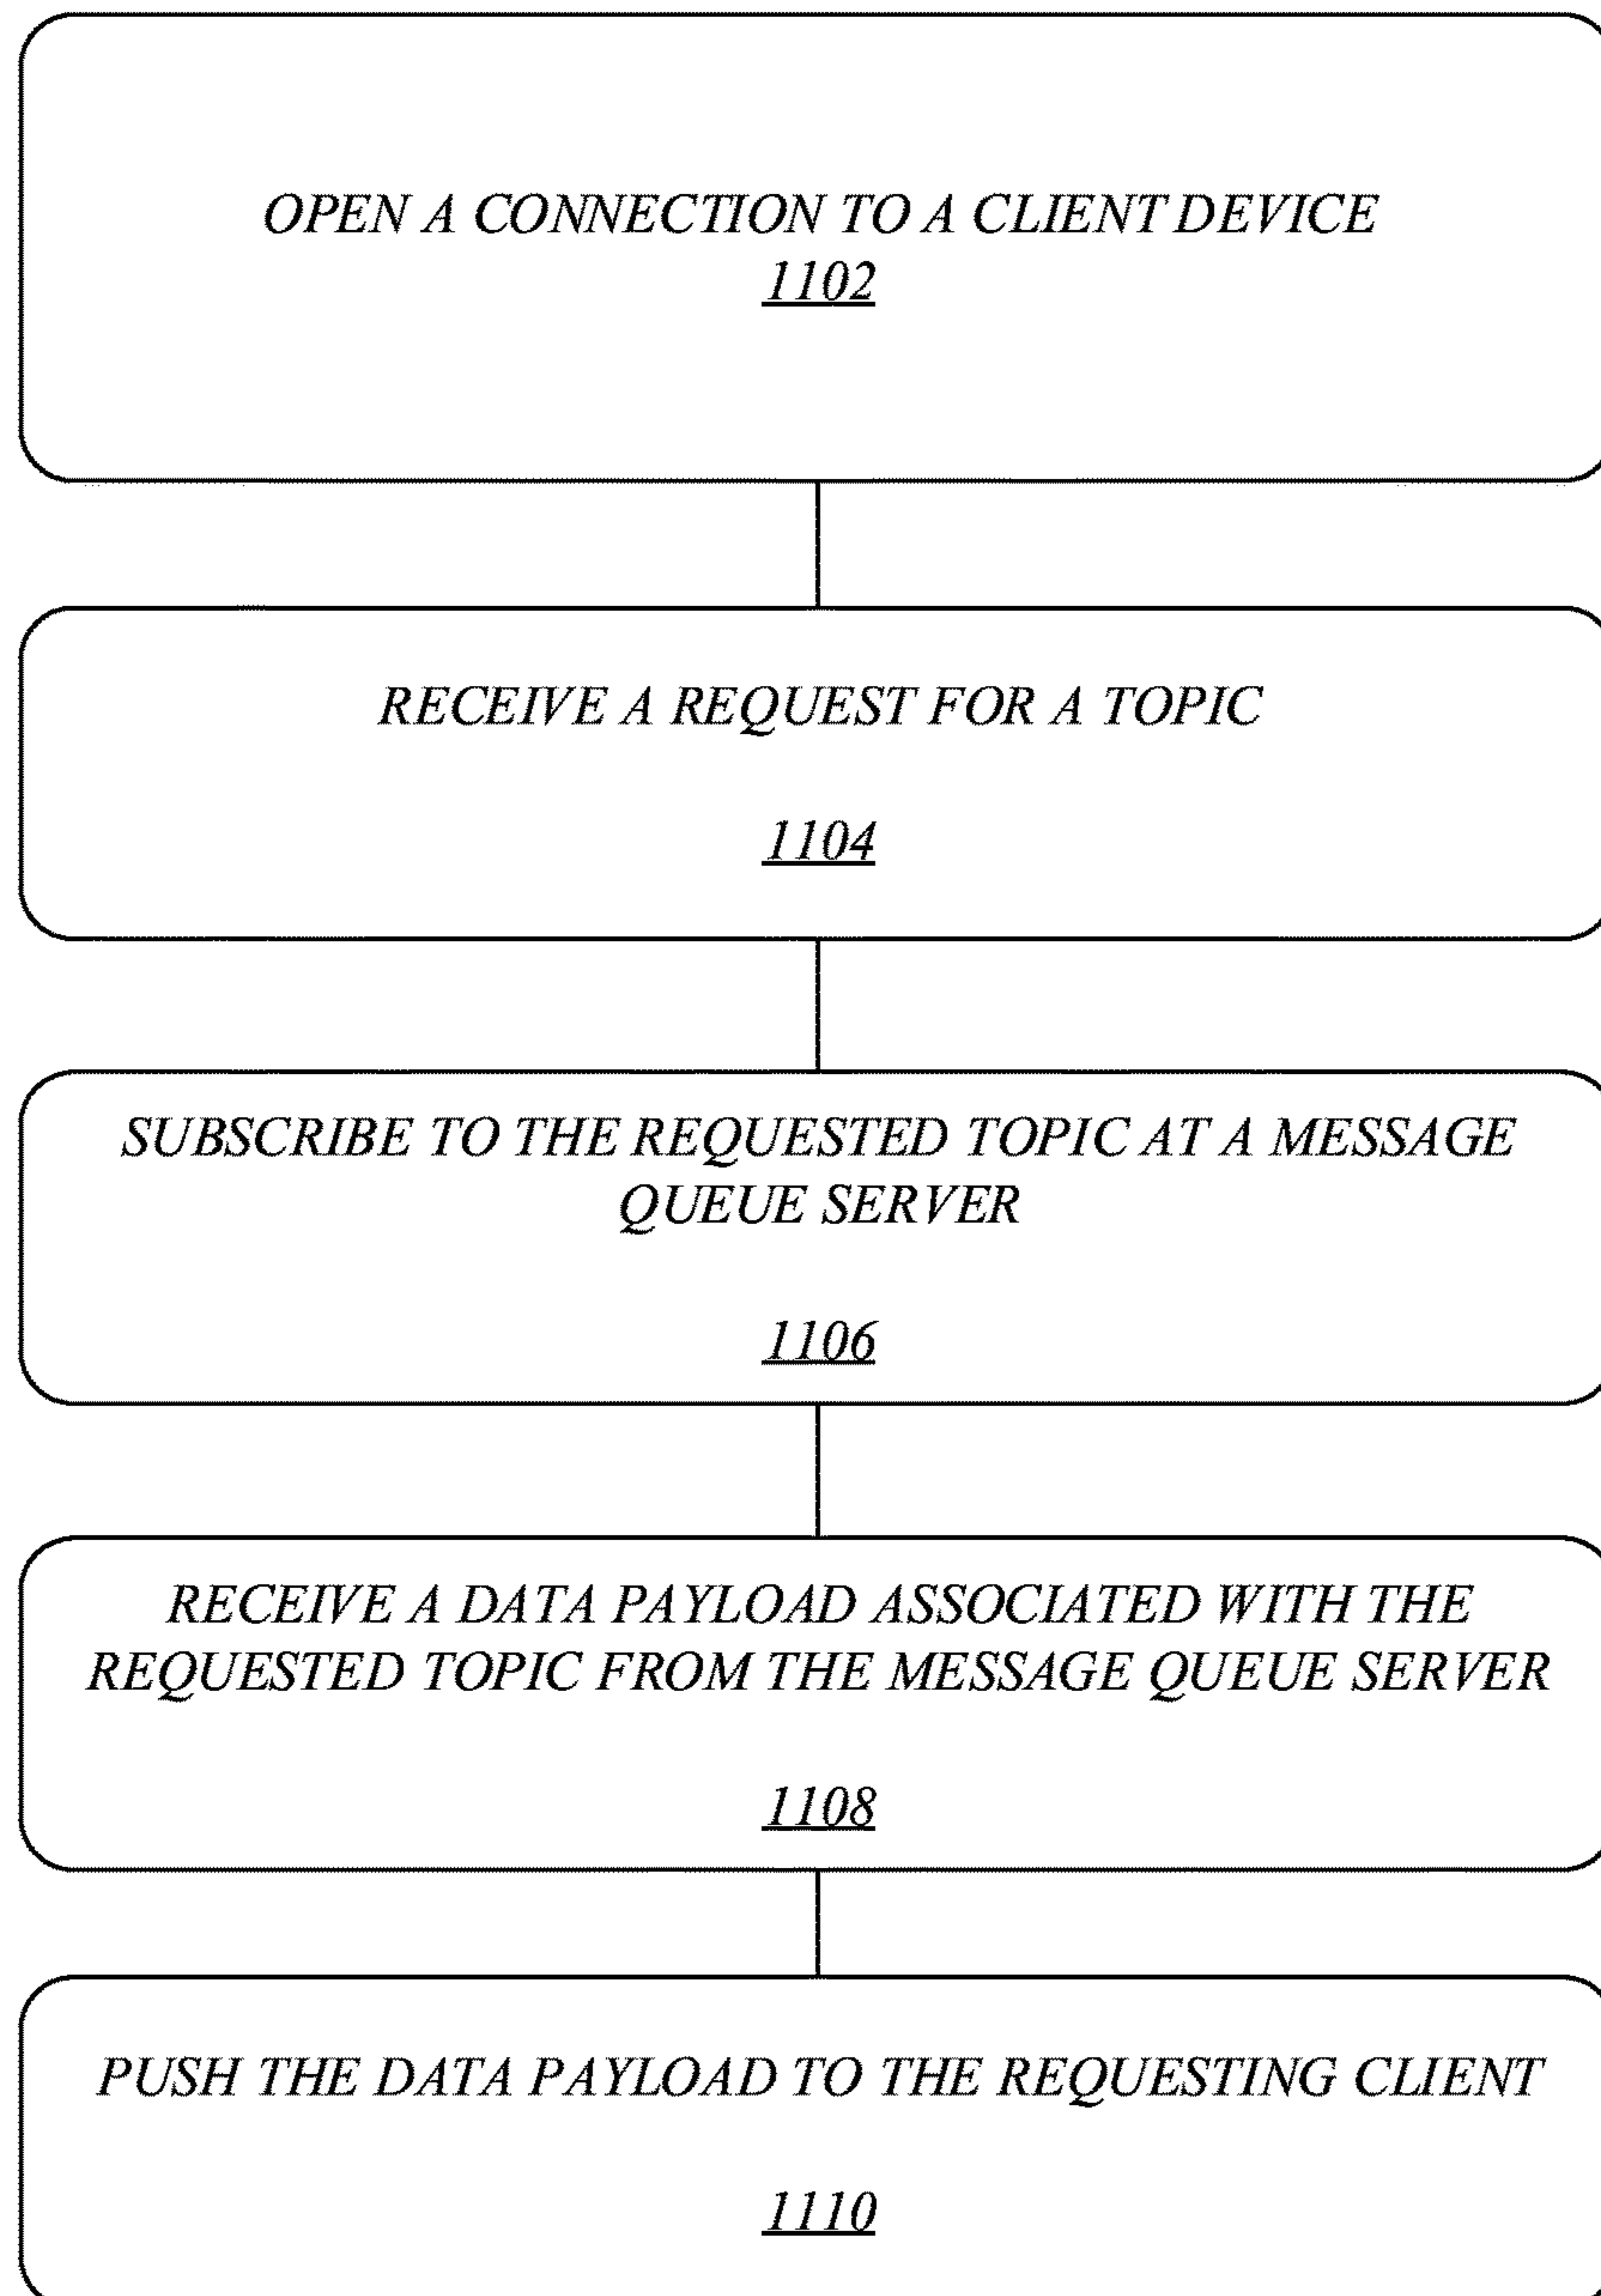 OPEN A CONNECTION TO A CLIENT DEVICE
1102
RECEIVE A REQUEST FOR A TOPIC
1104
SUBSCRIBE TO THE REQUESTED TOPIC AT A MESSAGE
QUEUE SERVER
1106
RECEIVE A DATA PAYLOAD ASSOCIATED WITH THE
REQUESTED TOPIC FROM THE MESSAGE QUEUE SERVER
1108
PUSH THE DATA PAYLOAD TO THE REQUESTING CLIENT
1110